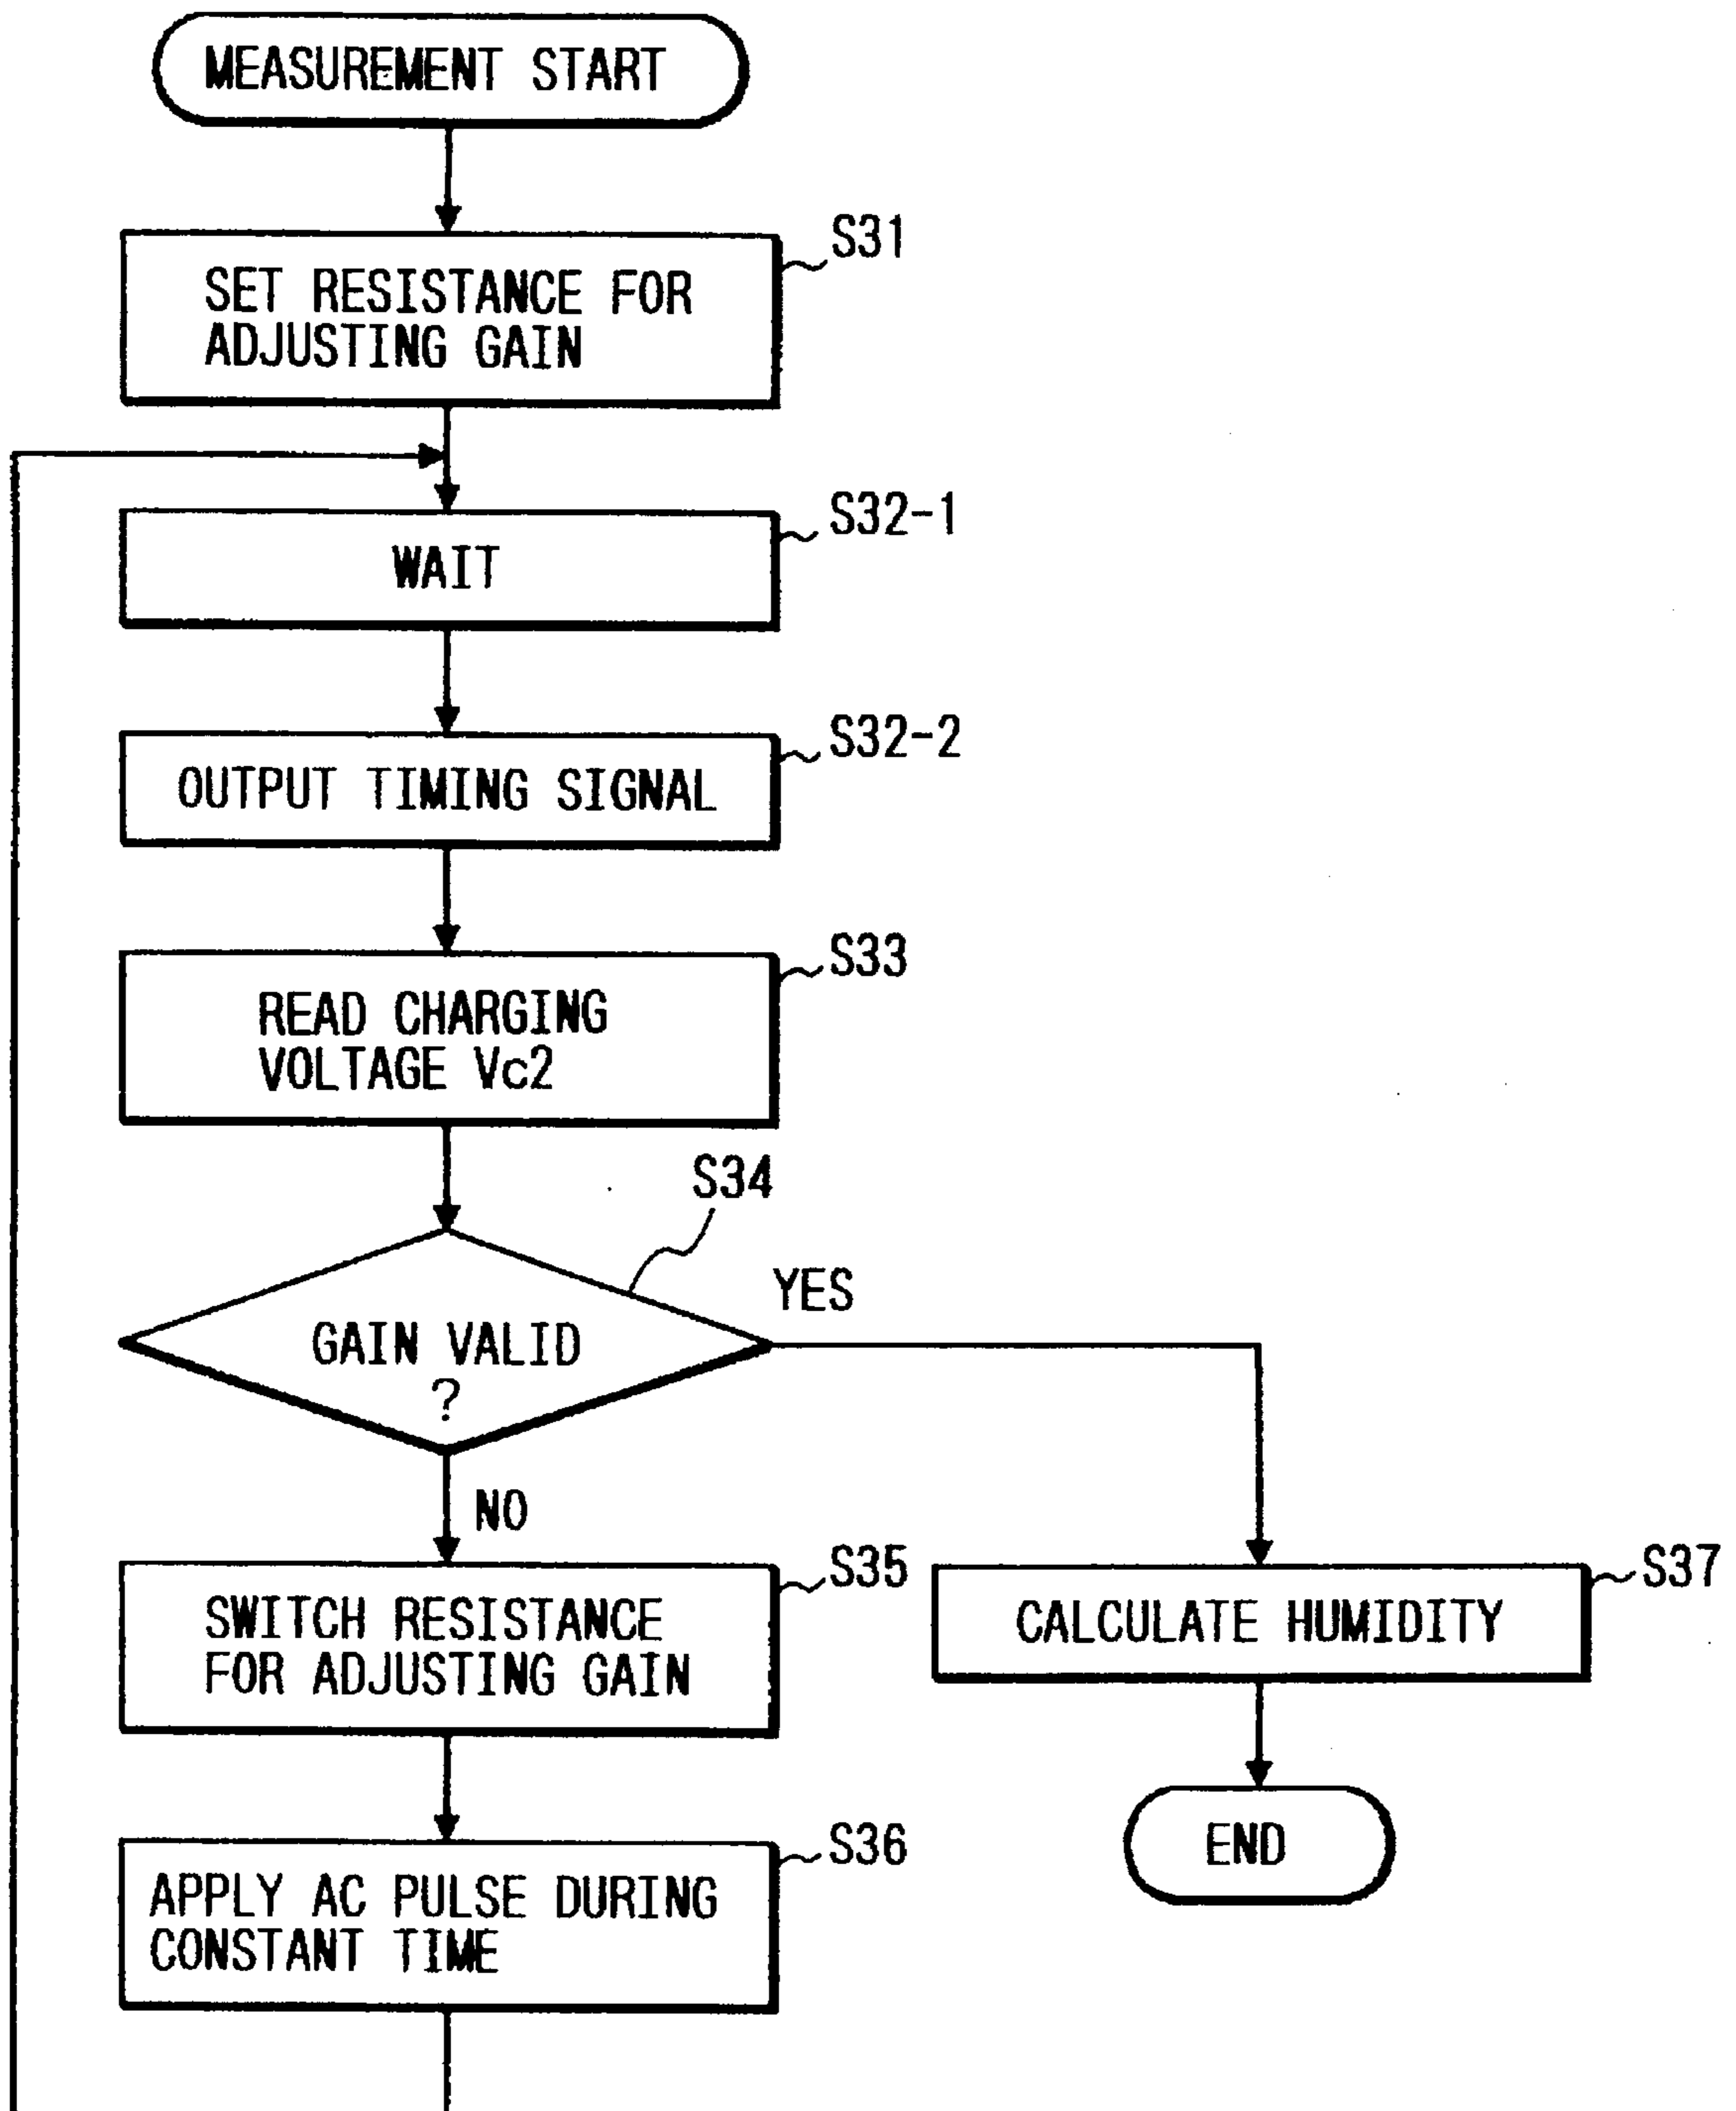 MEASUREMENT START
S31
SET RESISTANCE FOR
ADJUSTING GAIN
S32-1
WAIT
S32-2
OUTPUT TIMING SIGNAL
S33
READ CHARGING
VOLTAGE Vc2
S34
YES
GAIN VALID
?
NO
S35
SWITCH RESISTANCE
FOR ADJUSTING GAIN
S37
CALCULATE HUMIDITY
S36
APPLY AC PULSE DURING
CONSTANT TIME
END